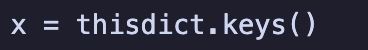 x = thisdict.keys()